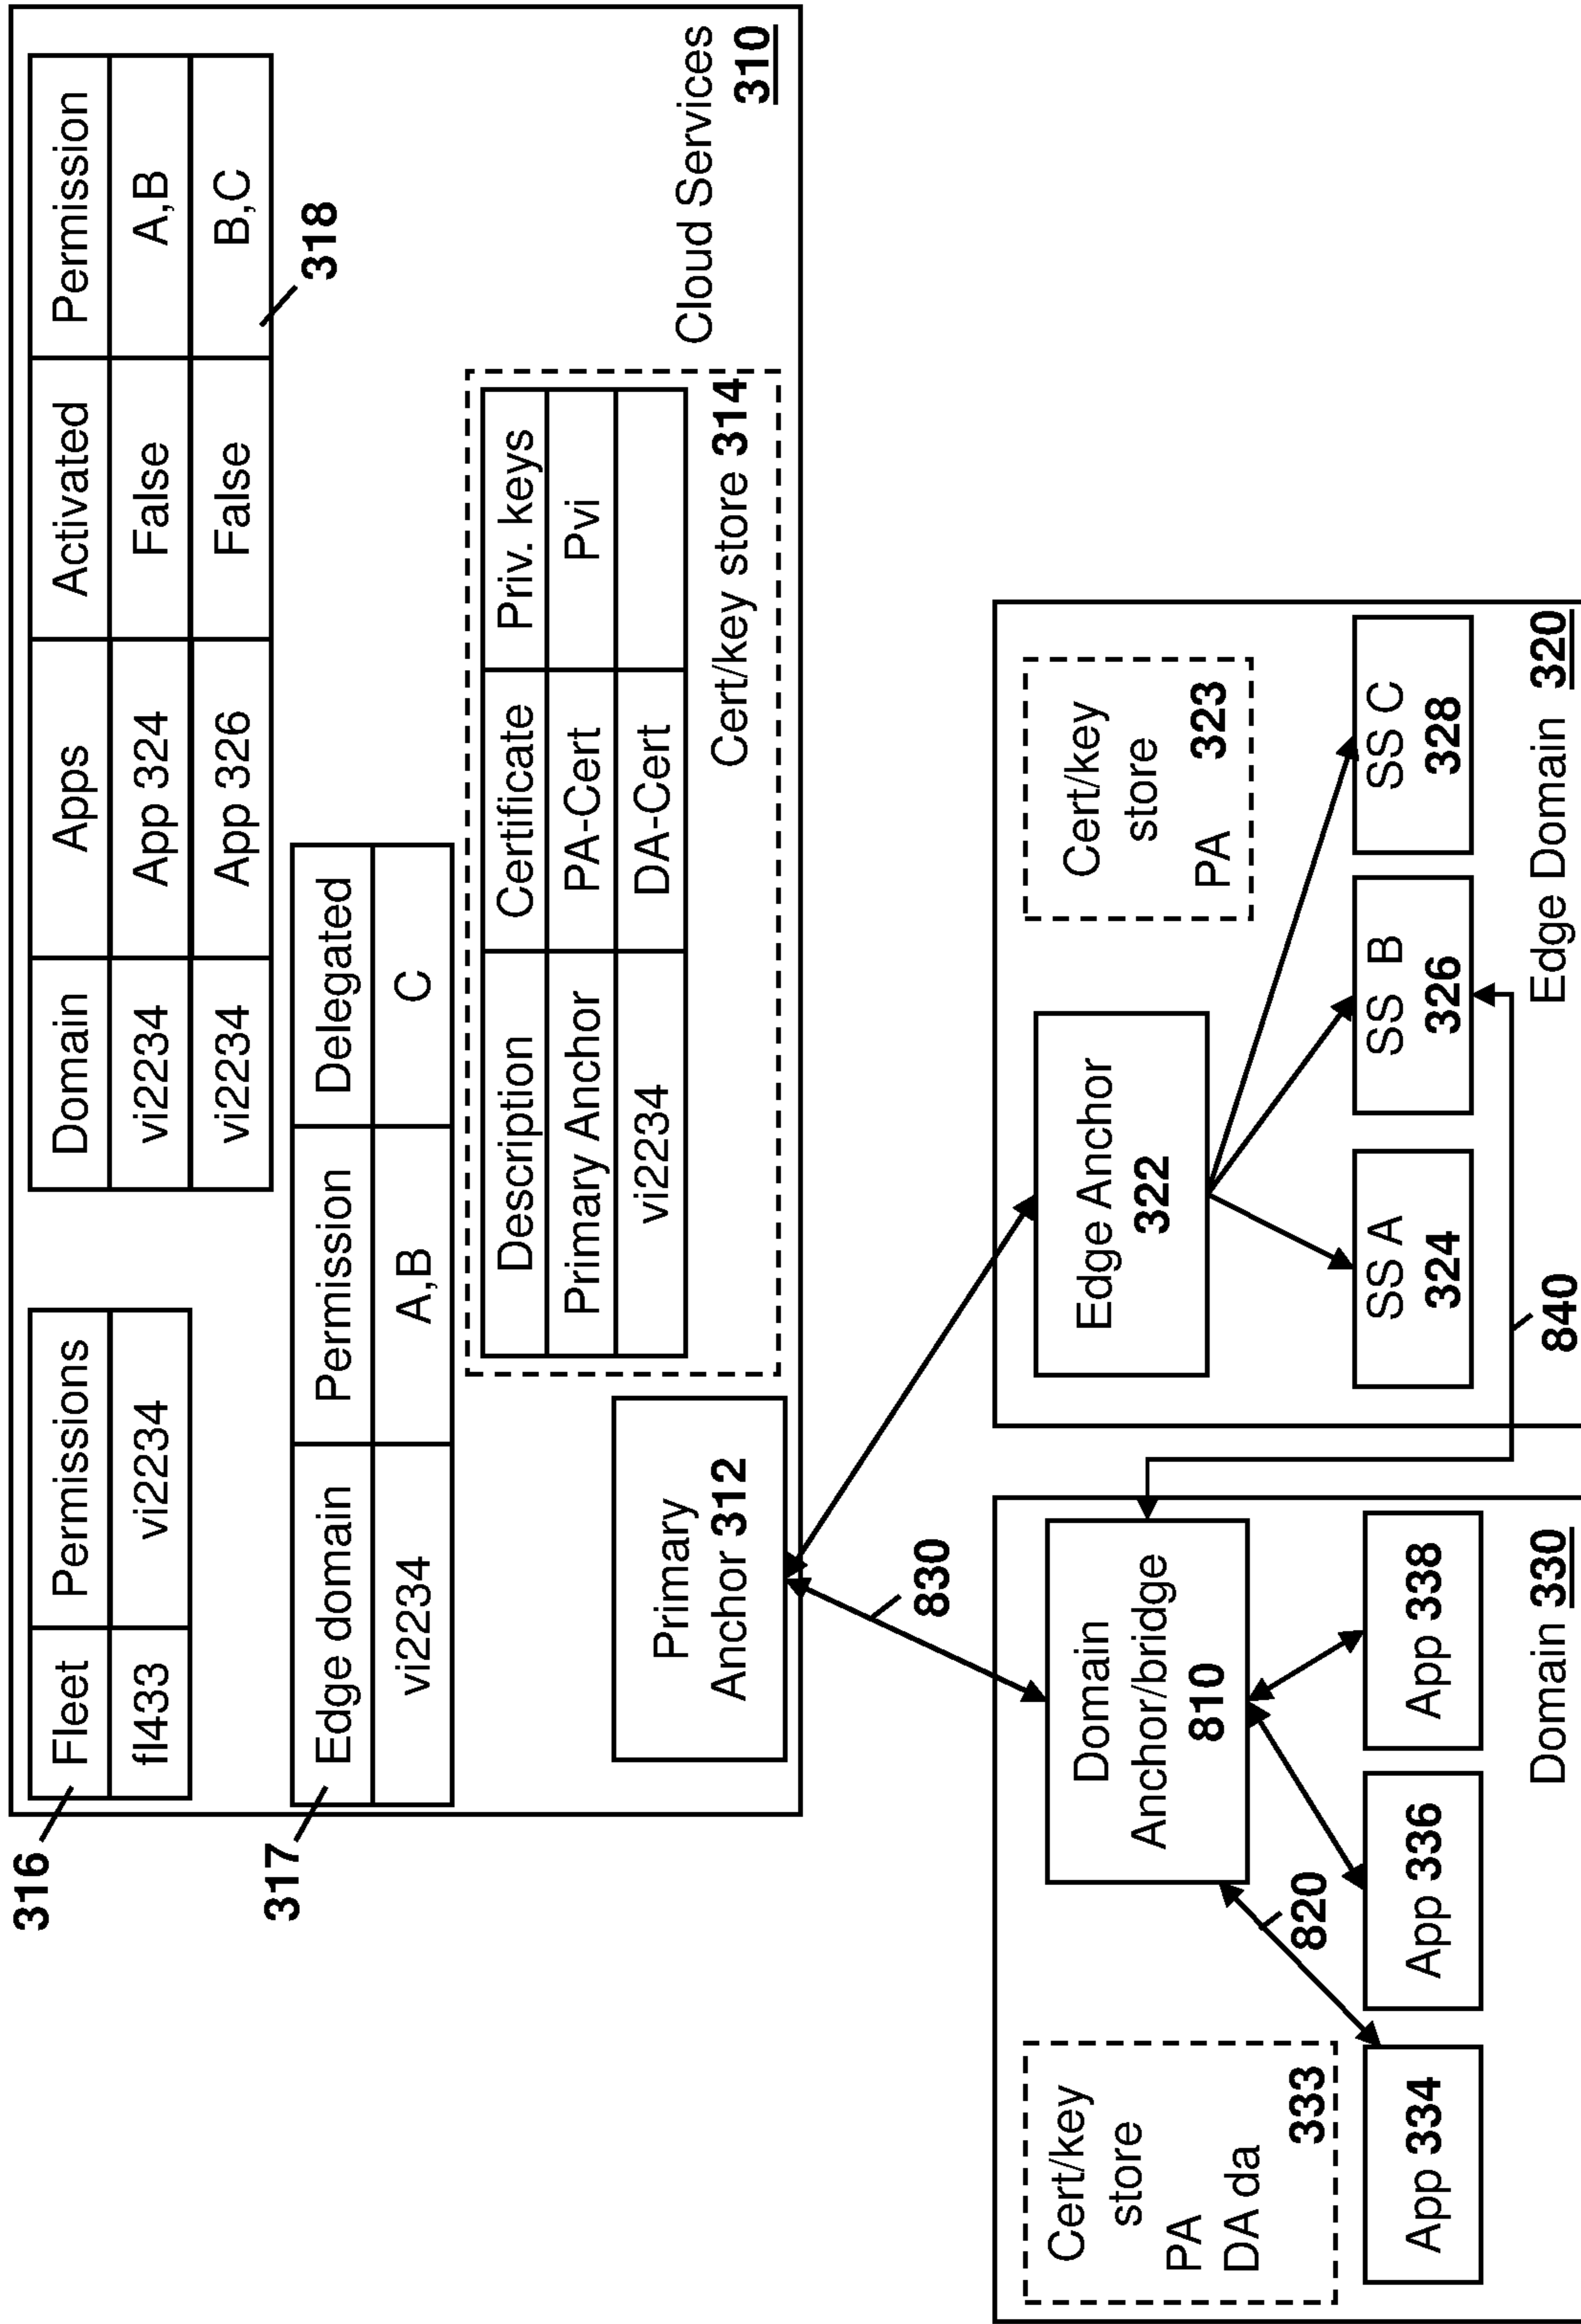 316
Fleet Permissions
fl433 vi2234
Domain Apps Activated Permission
vi2234 App 324 False A,B
vi2234 App 326 False B,C
318
317
Edge domain Permission Delegated
vi2234 A,B C
Description Certificate Priv. keys
Primary Anchor PA-Cert Pvi
vi2234 DA-Cert
Cert/key store 314
Primary
Anchor 312
Cloud Services
310
830
Cert/key
store
PA
DA da
333
Domain
Anchor/bridge
810
820
App 334
App 336
App 338
Domain 330
Edge Anchor
322
Cert/key
store
PA 323
SS A
324
SS B
326
SS C
328
840
Edge Domain 320